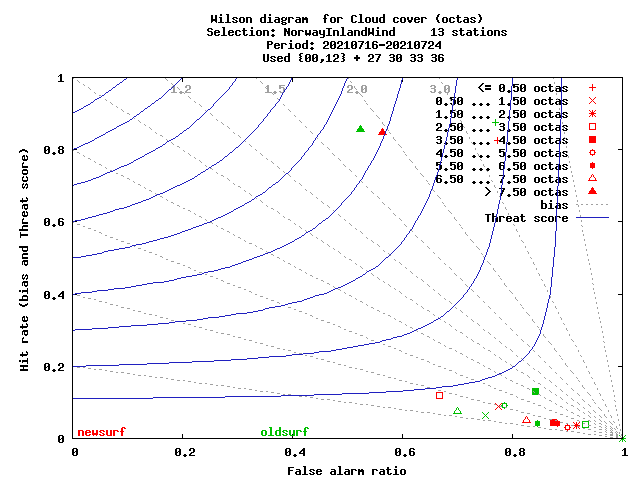 Wilson diagram  for Cloud cover (octas)
Selection: NorwayInlandWind     13 stations
Period: 20210716-20210724
Used {00,12} + 27 30 33 36
Hit rate (bias and Threat score)
1
0.8
0.6
0.4
0.2
0
1.2
1.5
2.0
3.0
<= 0.50 octas
0.50 ... 1.50 octas
1.50 ... 2.50 octas
2.50 ... 3.50 octas
3.50 ... 4.50 octas
4.50 ... 5.50 octas
5.50 ... 6.50 octas
6.50 ... 7.50 octas
> 7.50 octas
bias
Threat score
newsurf
oldsurf
0
0.2
0.4
0.6
0.8
1
False alarm ratio